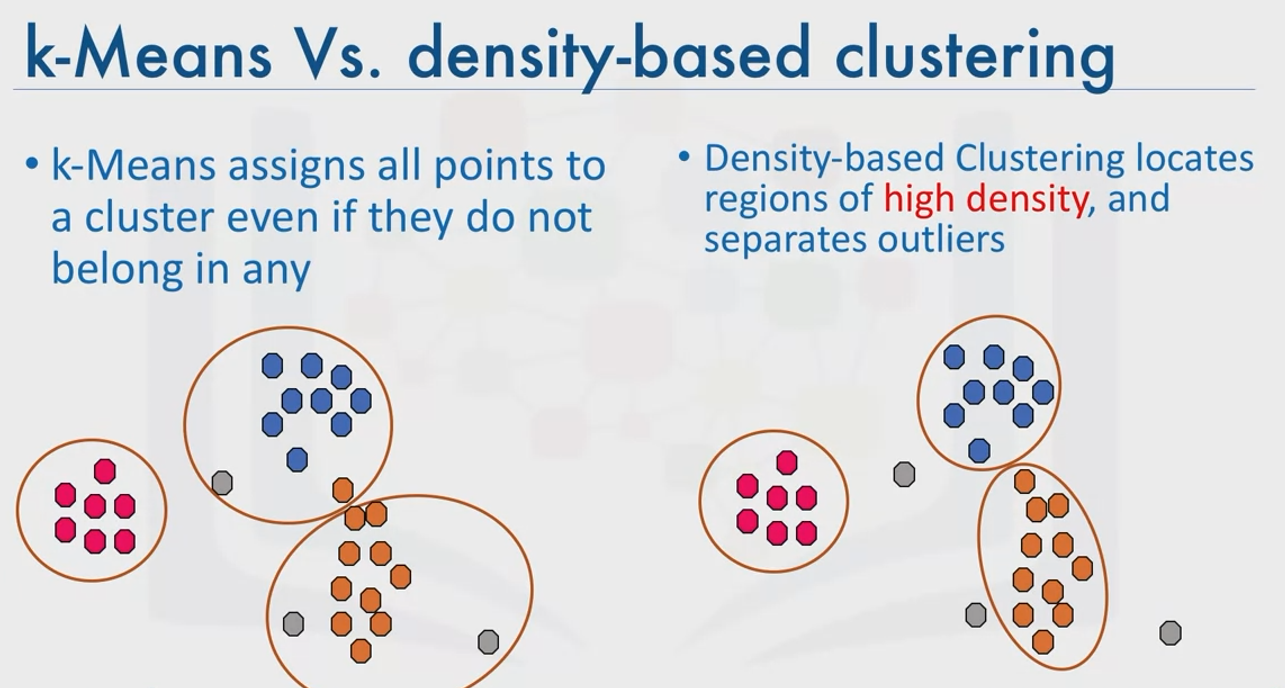 k-Means Vs. density-based clustering
• k-Means assigns all points to
a cluster even if they do not
belong in any
• Density-based Clustering locates
regions of high density, and
separates outliers